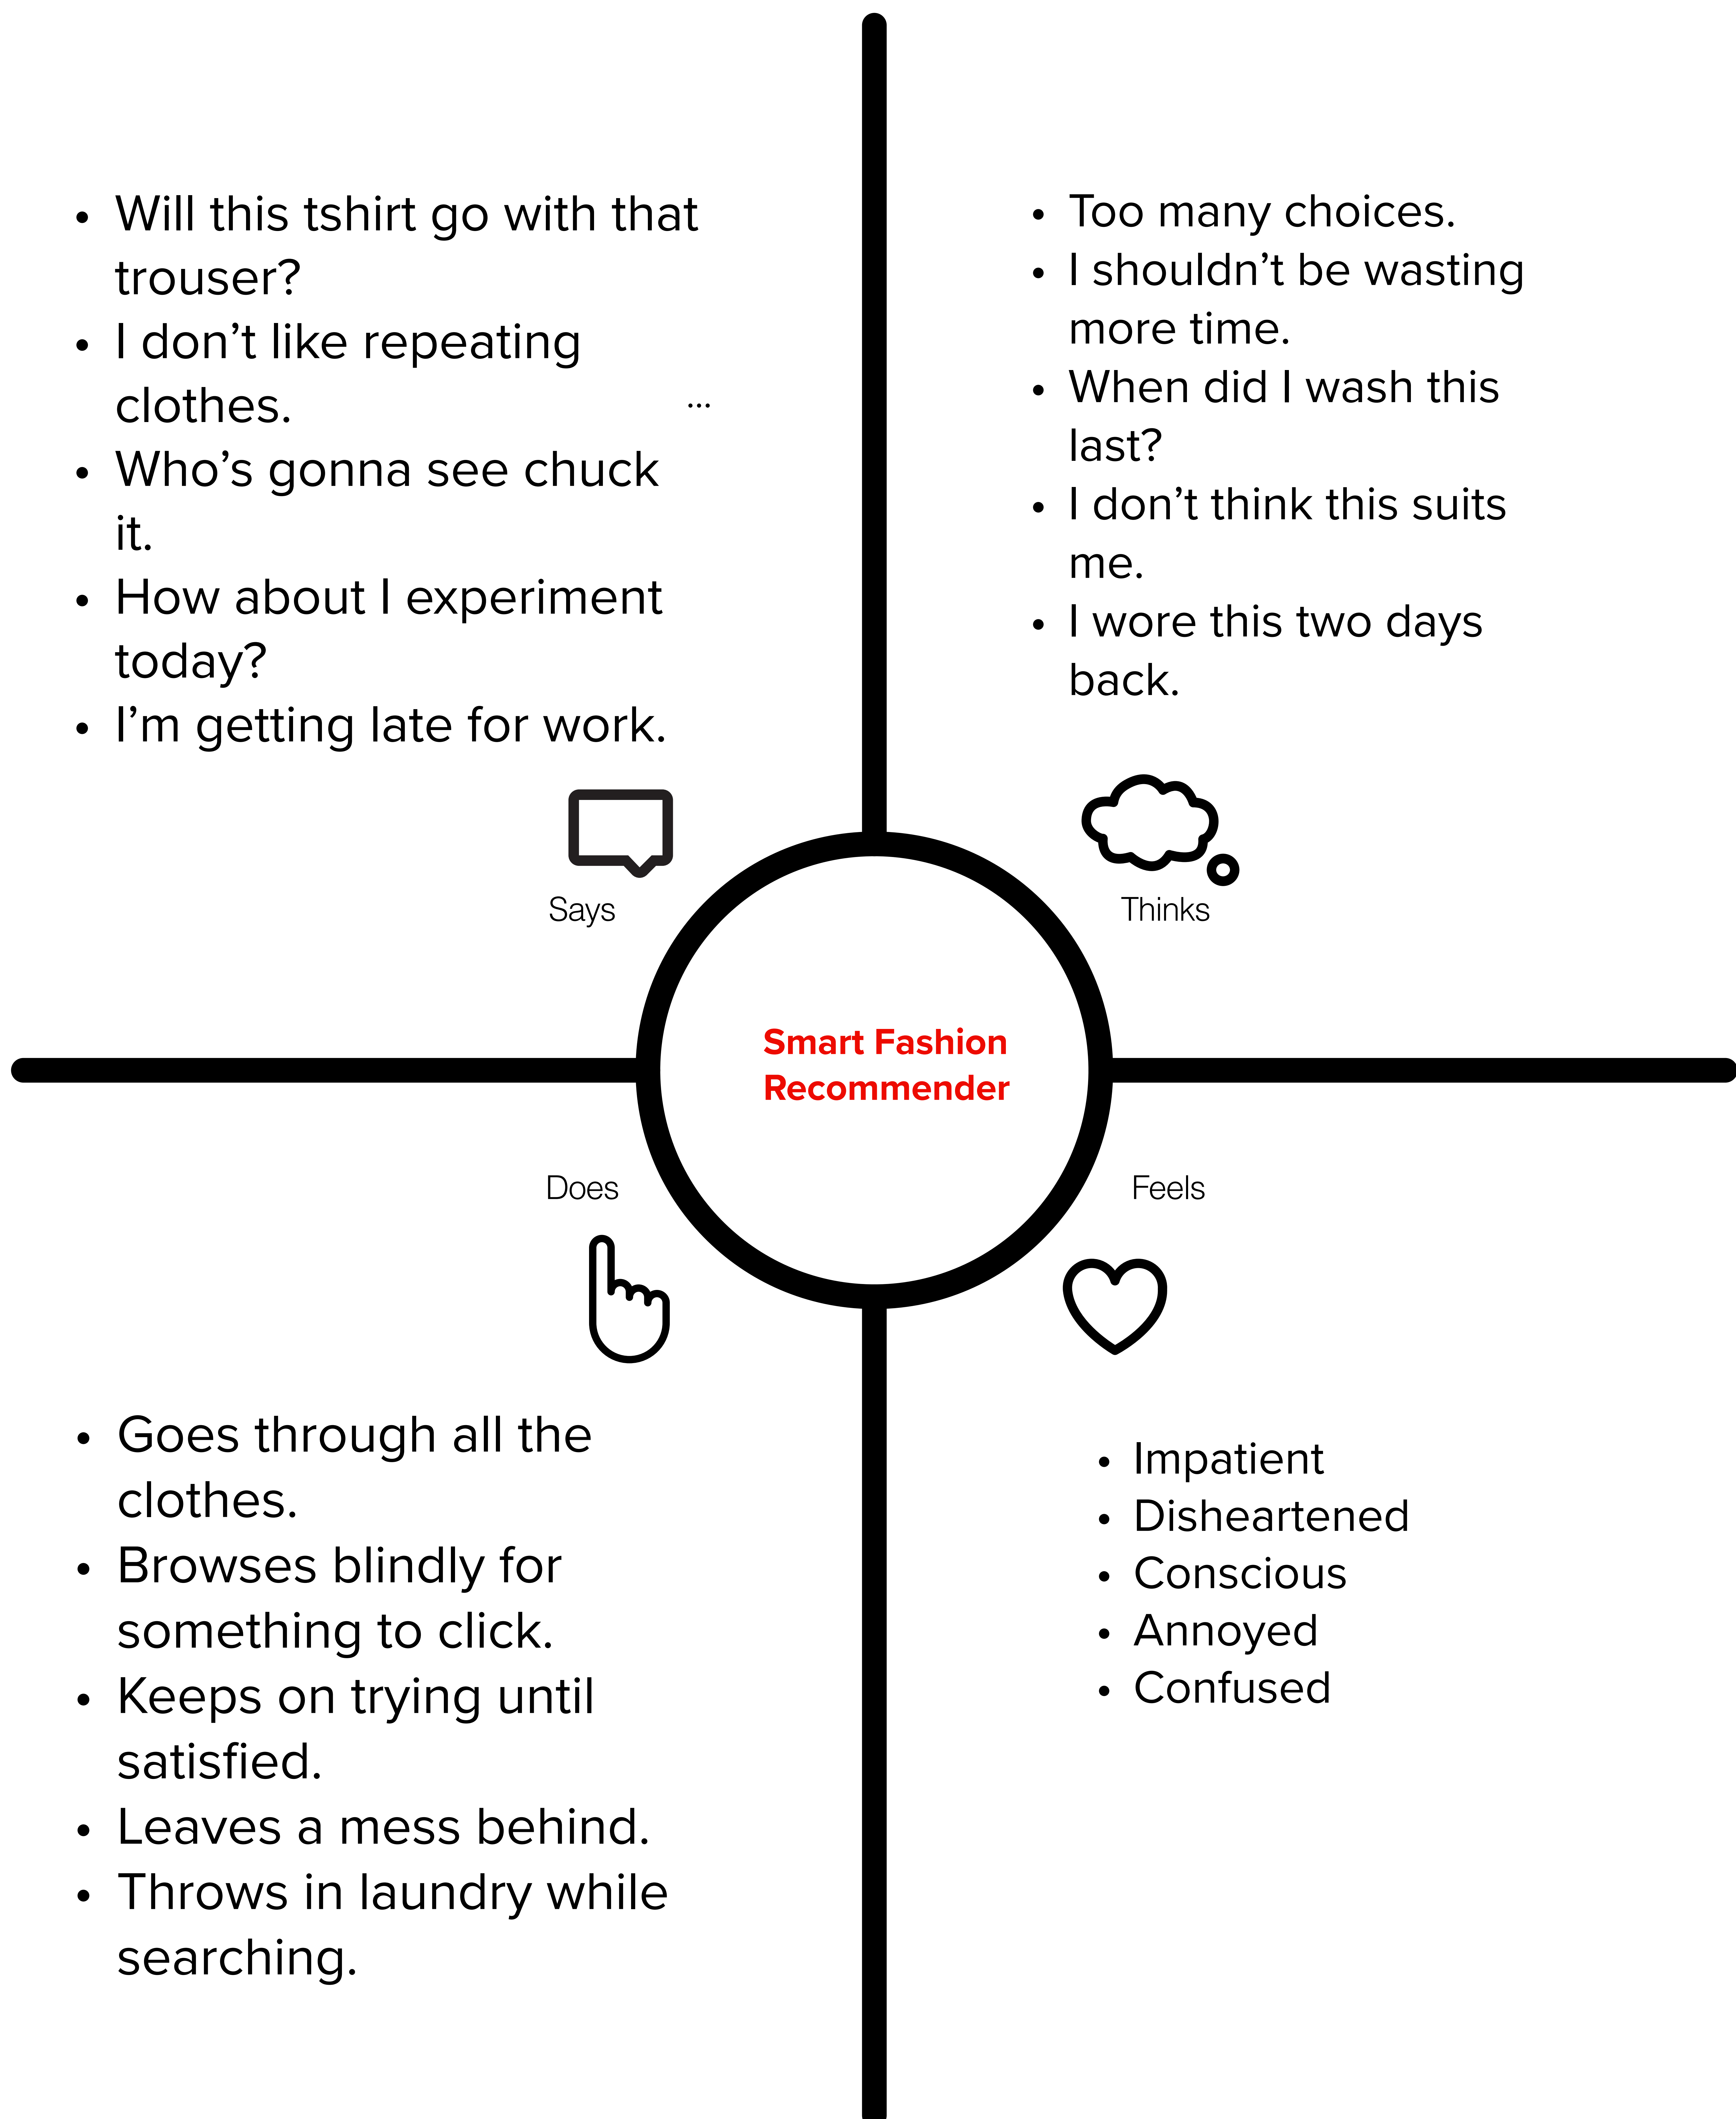 • Will this tshirt go with that
trouser?
• I don’t like repeating
clothes.
...
• Who’s gonna see chuck
it.
• How about I experiment
today?
• I’m getting late for work.
Says
• Too many choices.
• I shouldn’t be wasting
more time.
• When did I wash this
last?
• I don’t think this suits
me.
• I wore this two days
back.
Thinks
Smart Fashion
Recommender
Does
• Goes through all the
clothes.
• Browses blindly for
something to click.
• Keeps on trying until
satisfied.
• Leaves a mess behind.
• Throws in laundry while
searching.
Feels
• Impatient
• Disheartened
• Conscious
• Annoyed
• Confused